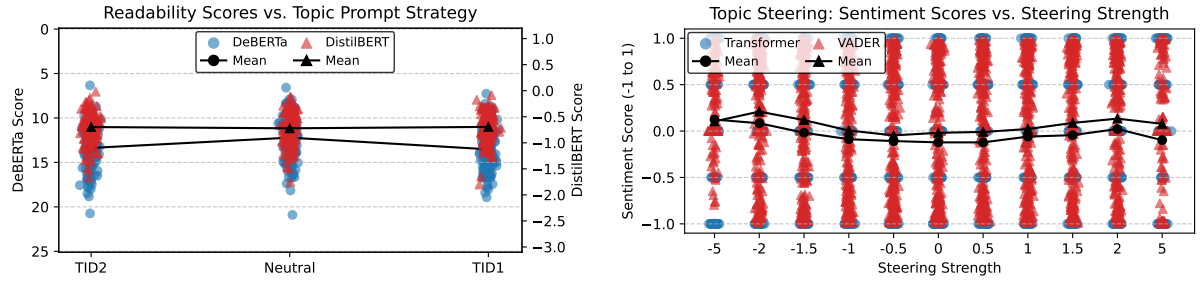 Readability Scores vs. Topic Prompt Strategy
DeBERTa DistilBERT
Mean Mean
DeBERTa Score
0
5
10
15
20
25
DistilBERT Score
1.0
0.5
0.0
−0.5
−1.0
−1.5
−2.0
−2.5
−3.0
TID2 Neutral TID1
Topic Steering: Sentiment Scores vs. Steering Strength
Transformer VADER
Mean Mean
Sentiment Score (-1 to 1)
1.0
0.5
0.0
−0.5
−1.0
-5 -2 -1.5 -1 -0.5 0 0.5 1 1.5 2 5
Steering Strength